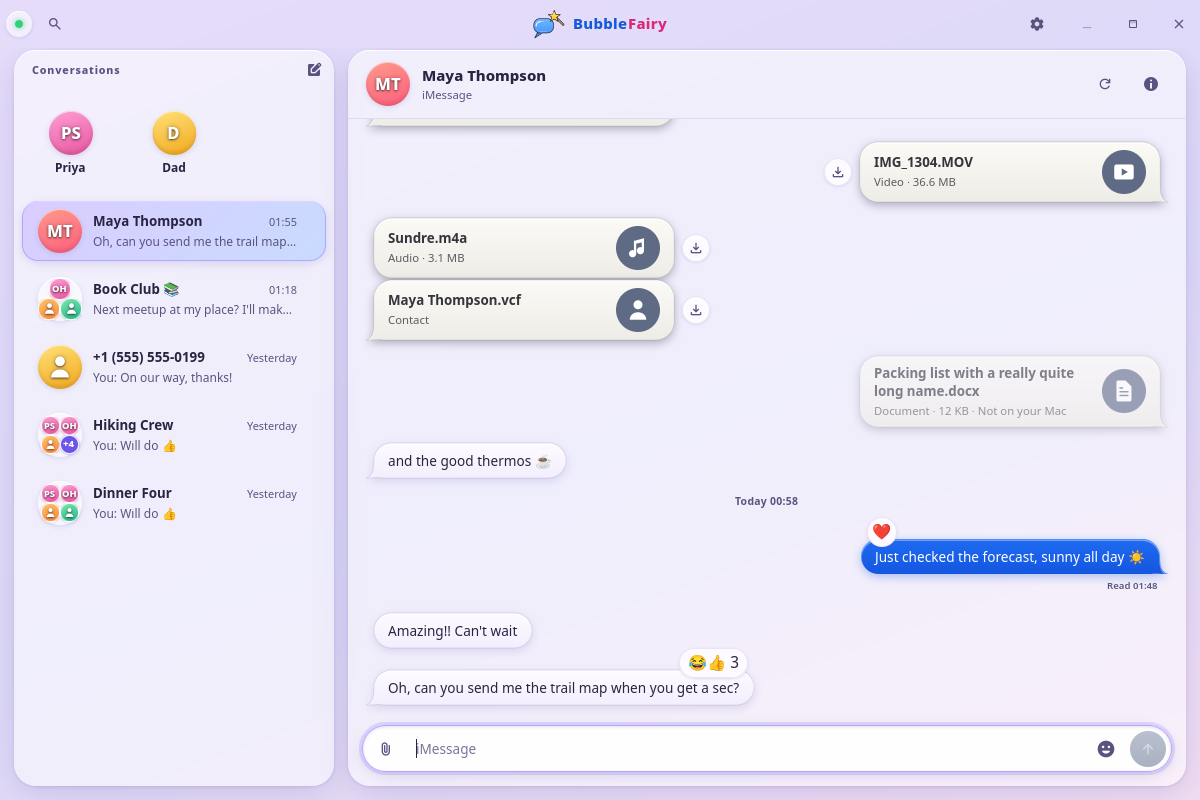 BubbleFairy
Conversations
PS
Priya
D
Dad
MT
Maya Thompson
01:55
Oh, can you send me the trail map...
OH
Book Club 📚
01:18
Next meetup at my place? I'll mak...
+1 (555) 555-0199
Yesterday
You: On our way, thanks!
PS OH
+4
Hiking Crew
Yesterday
You: Will do 👍
PS OH
Dinner Four
Yesterday
You: Will do 👍
MT
Maya Thompson
iMessage
IMG_1304.MOV
Video · 36.6 MB
Sundre.m4a
Audio · 3.1 MB
Maya Thompson.vcf
Contact
Packing list with a really quite
long name.docx
Document · 12 KB · Not on your Mac
and the good thermos ☕
Today 00:58
❤️
Just checked the forecast, sunny all day ☀️
Read 01:48
Amazing!! Can't wait
😂👍 3
Oh, can you send me the trail map when you get a sec?
iMessage